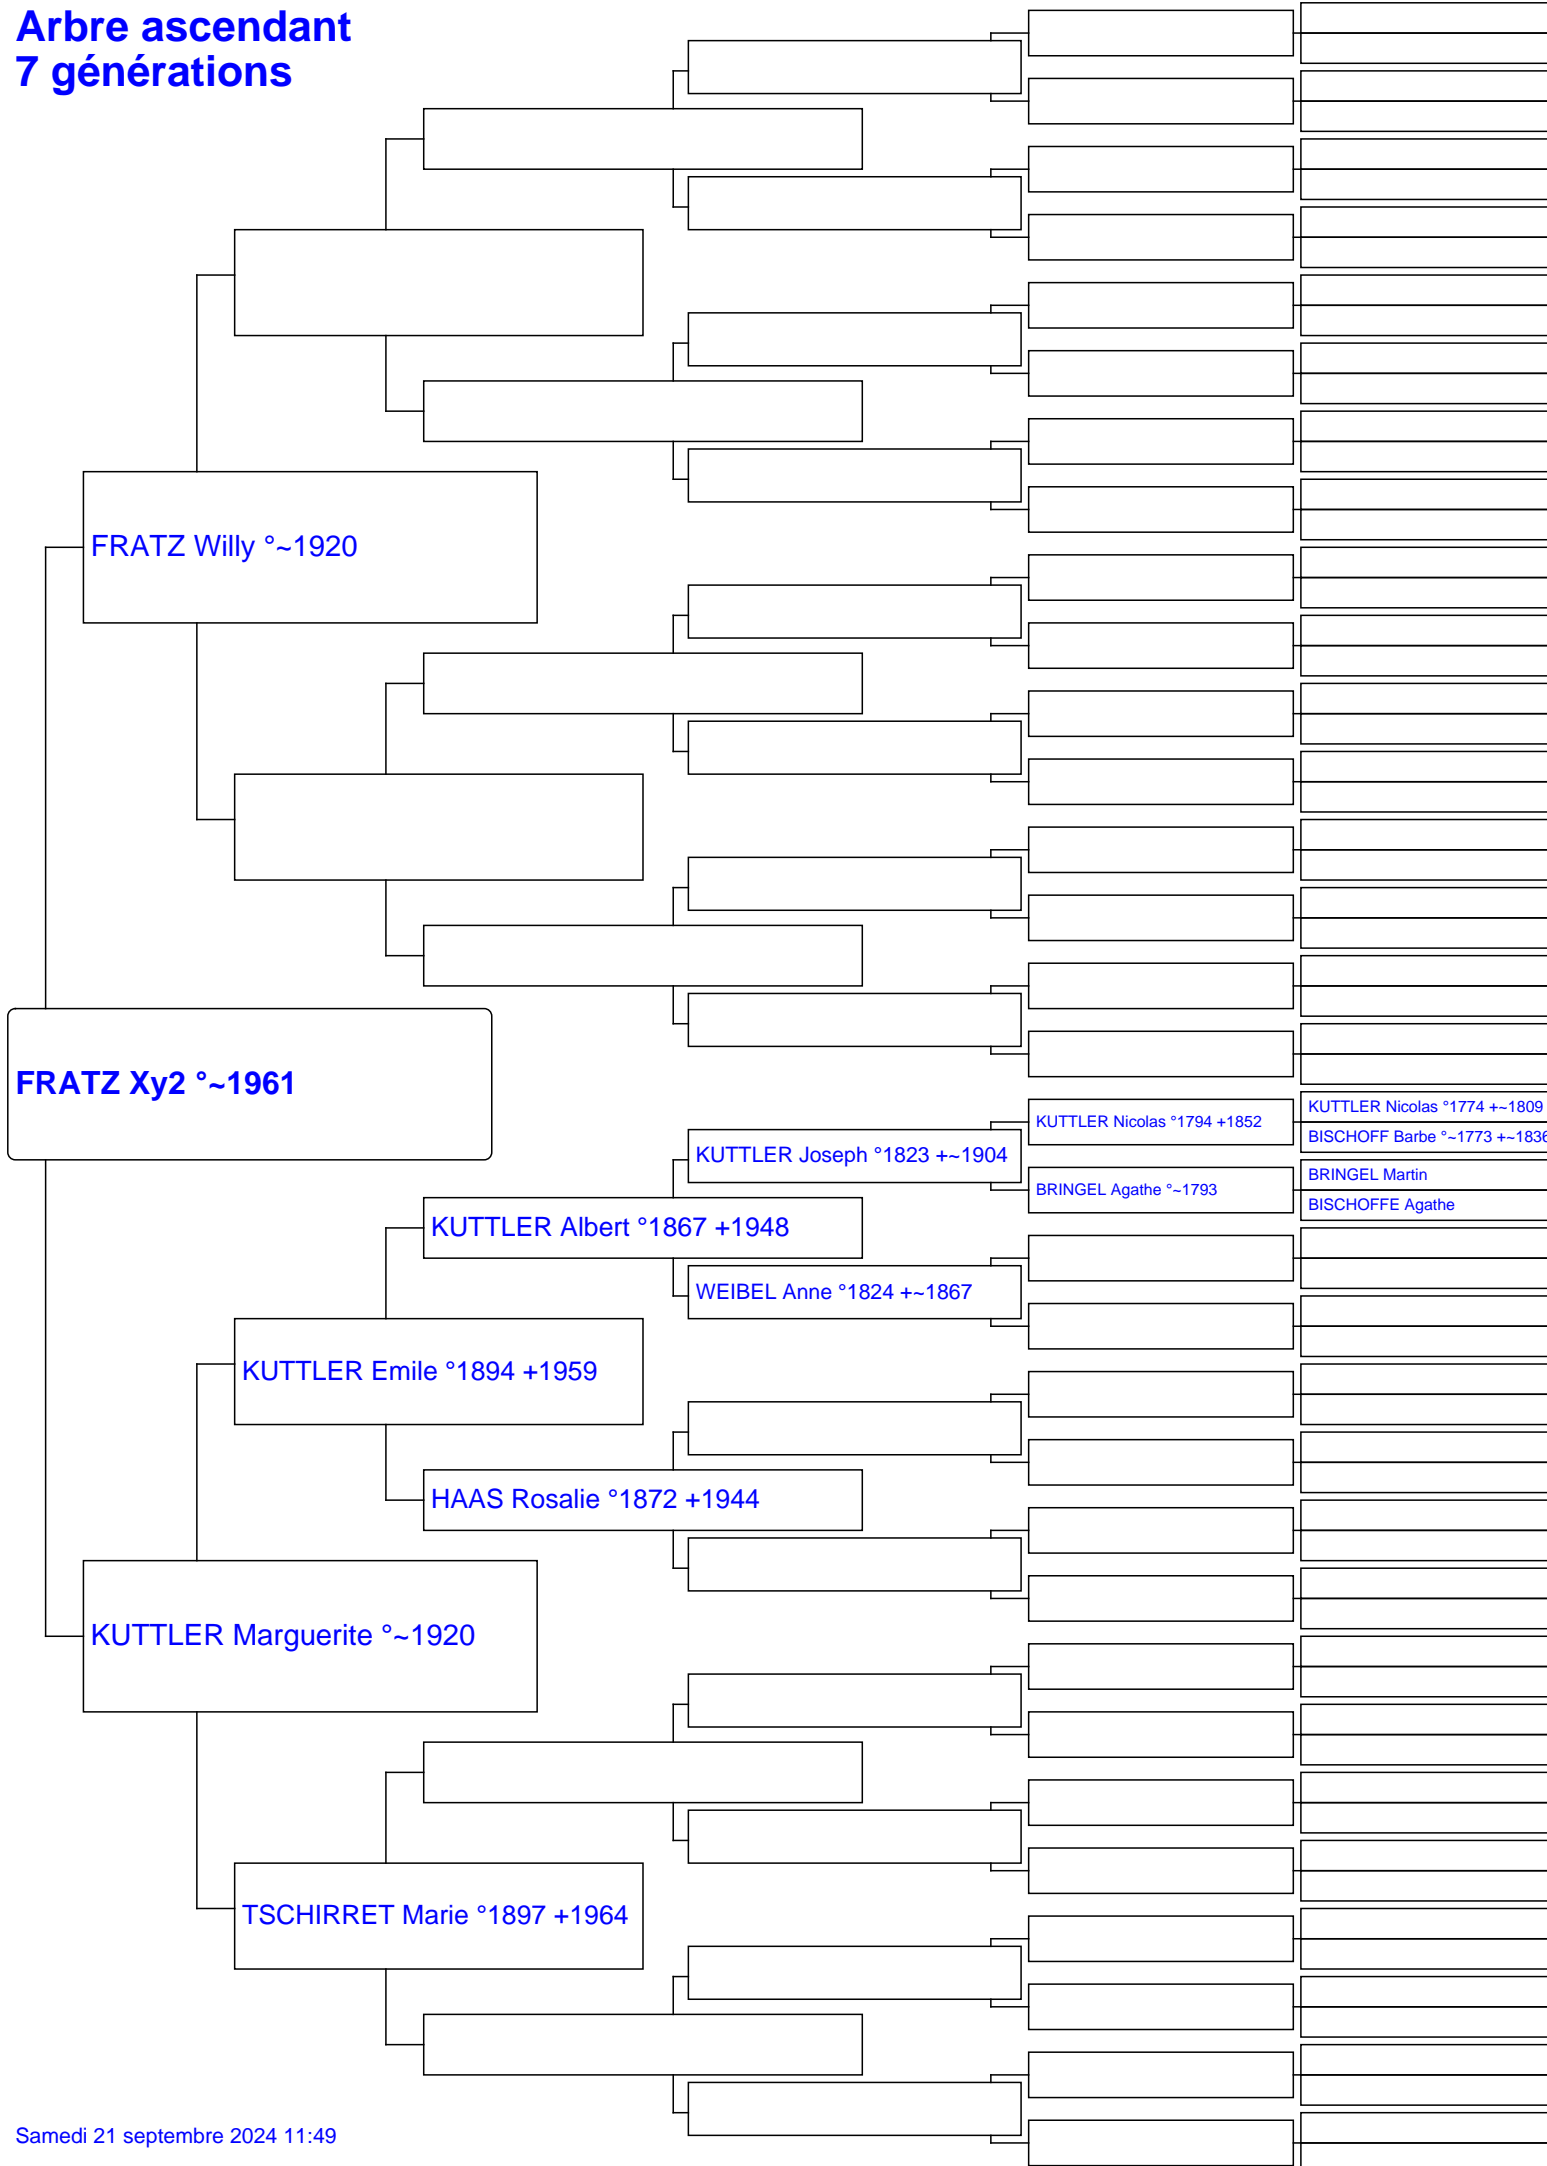 Arbre ascendant
7 générations
FRATZ Willy °~1920
FRATZ Xy2 °~1961
KUTTLER Nicolas °1774 +~1809
KUTTLER Nicolas °1794 +1852
BISCHOFF Barbe °~1773 +~1836
KUTTLER Joseph °1823 +~1904
BRINGEL Martin
BRINGEL Agathe °~1793
BISCHOFFE Agathe
KUTTLER Albert °1867 +1948
WEIBEL Anne °1824 +~1867
KUTTLER Emile °1894 +1959
HAAS Rosalie °1872 +1944
KUTTLER Marguerite °~1920
TSCHIRRET Marie °1897 +1964
Samedi 21 septembre 2024 11:49